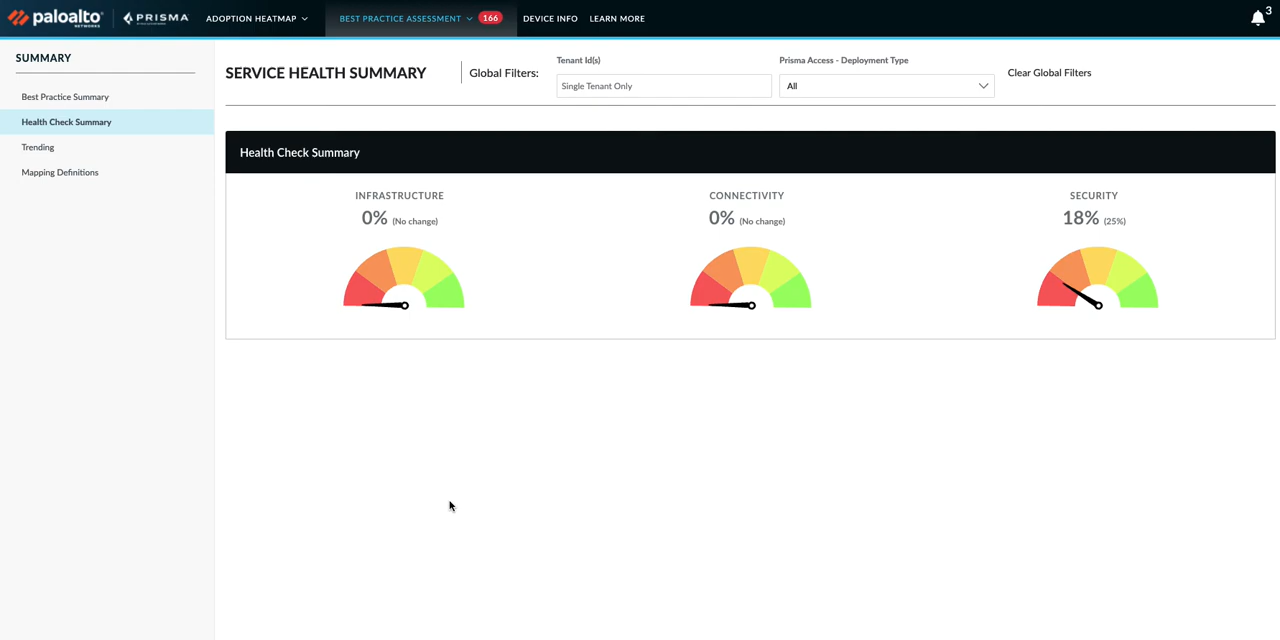 paloalto NETWORKS PRISMA ADOPTION HEATMAP BEST PRACTICE ASSESSMENT 166 DEVICE INFO LEARN MORE 3
SUMMARY
Best Practice Summary
Health Check Summary
Trending
Mapping Definitions
SERVICE HEALTH SUMMARY
Global Filters:
Tenant Id(s)
Single Tenant Only
Prisma Access - Deployment Type
All
Clear Global Filters
Health Check Summary
INFRASTRUCTURE
0% (No change)
CONNECTIVITY
0% (No change)
SECURITY
18% (25%)